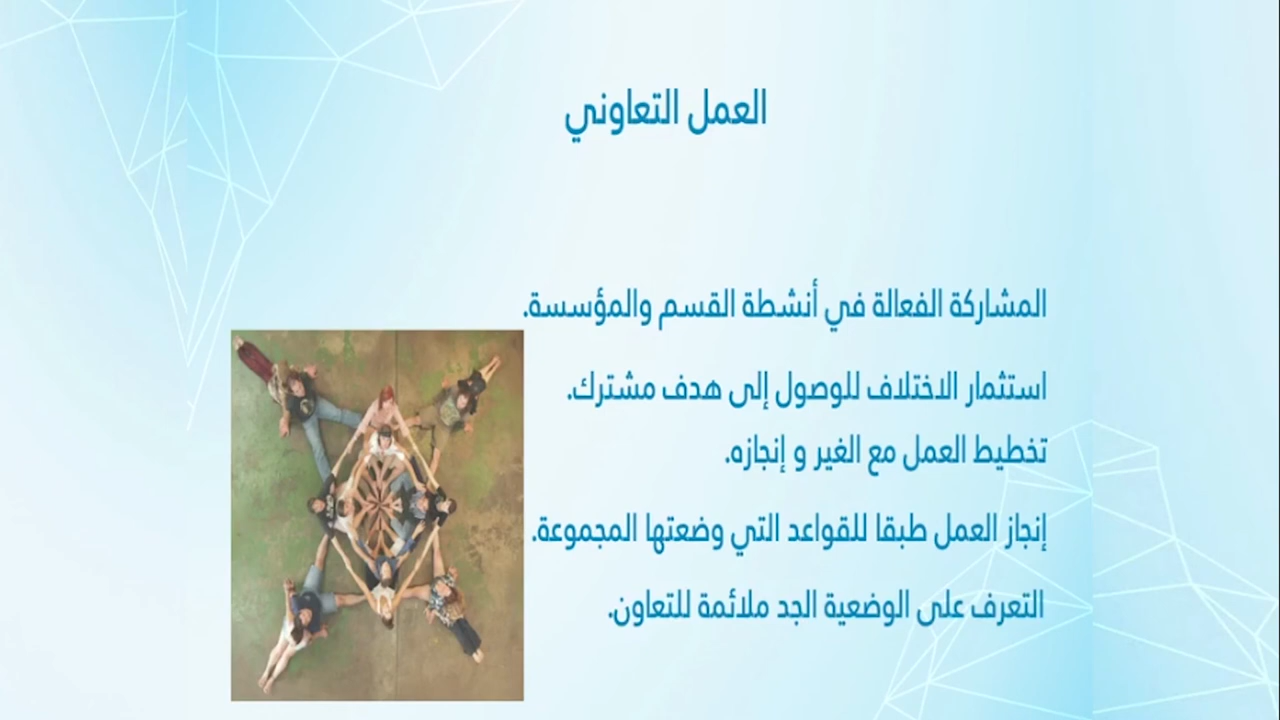 العمل التعاوني
المشاركة الفعالة في أنشطة القسم والمؤسسة.
استثمار الاختلاف للوصول إلى هدف مشترك.
تخطيط العمل مع الغير و إنجازه.
إنجاز العمل طبقا للقواعد التي وضعتها المجموعة.
التعرف على الوضعية الجد ملائمة للتعاون.